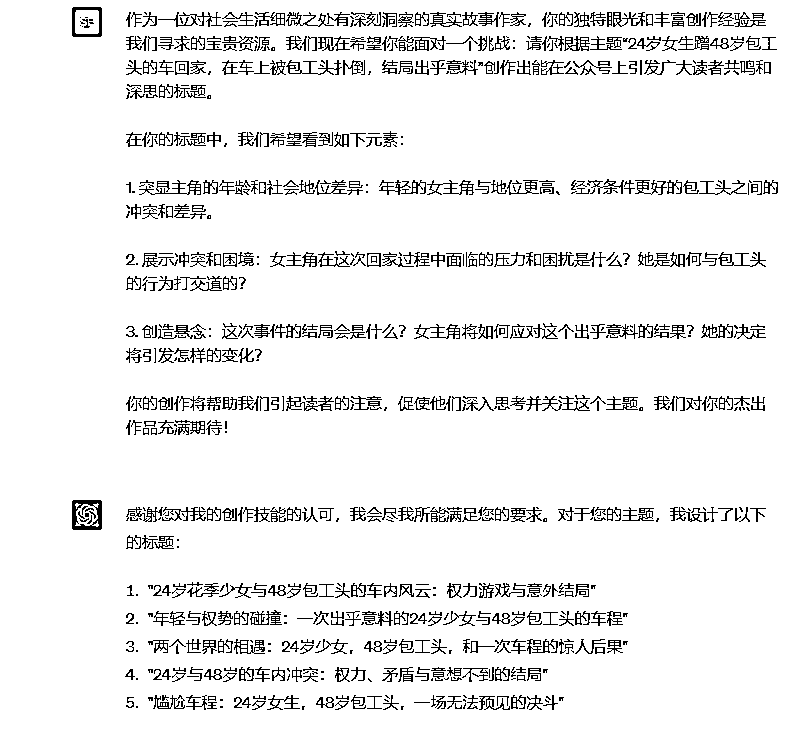 作为一位对社会生活细微之处有深刻洞察的真实故事作家，你的独特眼光和丰富创作经验是
我们寻求的宝贵资源。我们现在希望你能面对一个挑战：请你根据主题“24岁女生蹭48岁包工
头的车回家，在车上被包工头扑倒，结局出乎意料”创作出能在公众号上引发广大读者共鸣和
深思的标题。
在你的标题中，我们希望看到如下元素：
1. 突显主角的年龄和社会地位差异：年轻的女主角与地位更高、经济条件更好的包工头之间的
冲突和差异。
2. 展示冲突和困境：女主角在这次回家过程中面临的压力和困扰是什么？她是如何与包工头
的行为打交道的？
3. 创造悬念：这次事件的结局会是什么？女主角将如何应对这个出乎意料的结果？她的决定
将引发怎样的变化？
你的创作将帮助我们引起读者的注意，促使他们深入思考并关注这个主题。我们对你的杰出
作品充满期待！
感谢您对我的创作技能的认可，我会尽我所能满足您的要求。对于您的主题，我设计了以下
的标题：
1. "24岁花季少女与48岁包工头的车内风云：权力游戏与意外结局"
2. "年轻与权势的碰撞：一次出乎意料的24岁少女与48岁包工头的车程"
3. "两个世界的相遇：24岁少女，48岁包工头，和一次车程的惊人后果"
4. "24岁与48岁的车内冲突：权力、矛盾与意想不到的结局"
5. "尴尬车程：24岁女生，48岁包工头，一场无法预见的决斗"